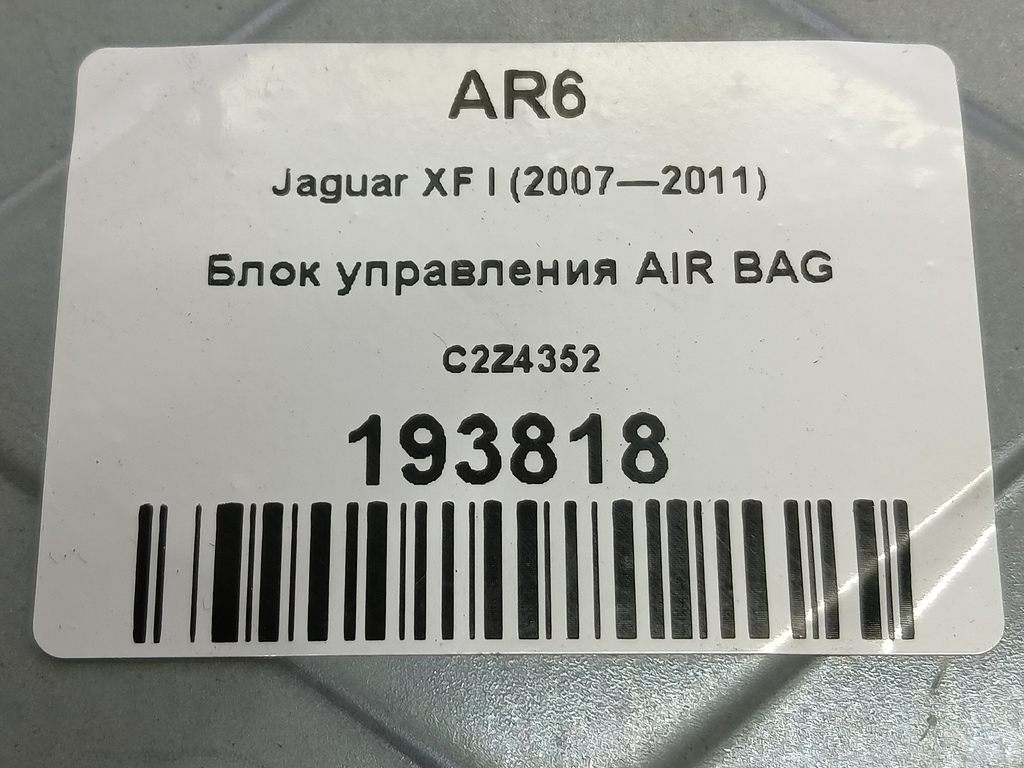 AR6
Jaguar XF I (2007—2011)
Блок управления AIR BAG
C2Z4352
193818